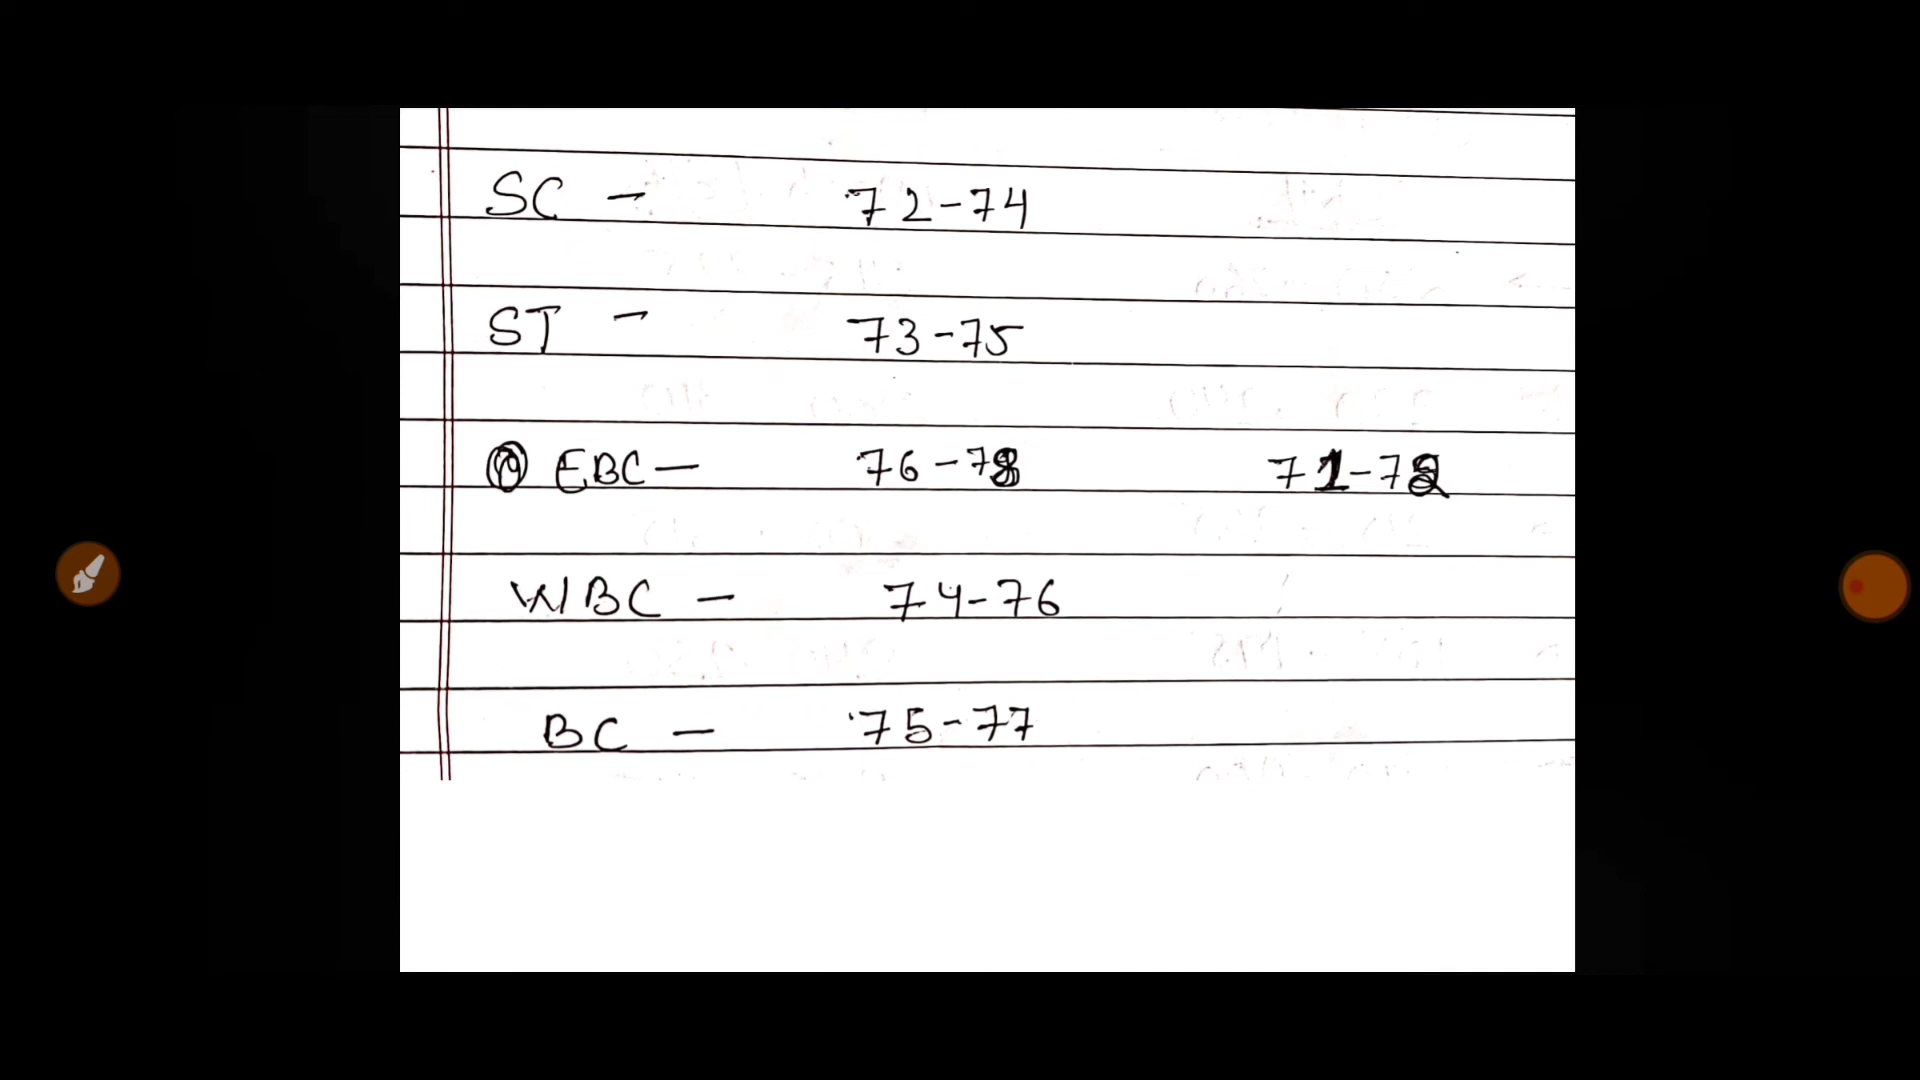 SC - 72-74
ST - 73-75
EBC - 76-78 71-72
WBC - 74-76
BC - 75-77